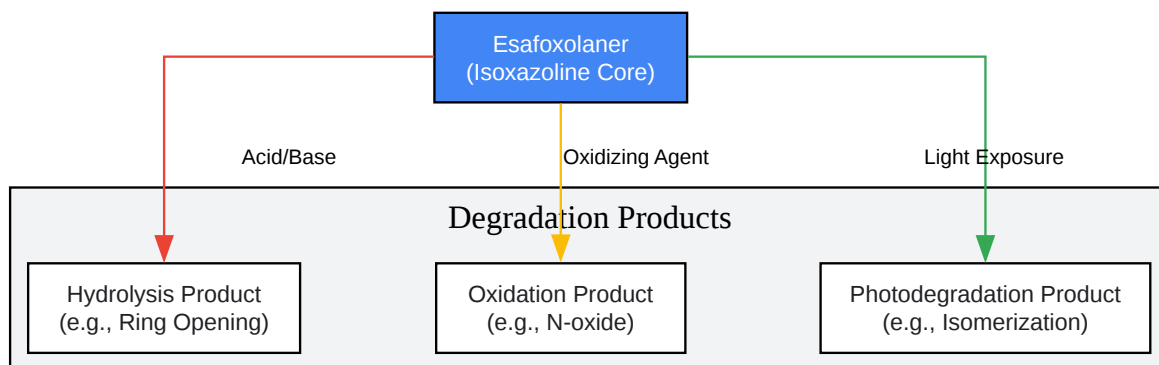 Esafoxolaner
(Isoxazoline Core)
Acid/Base
Oxidizing Agent
Light Exposure
Degradation Products
Hydrolysis Product
(e.g., Ring Opening)
Oxidation Product
(e.g., N-oxide)
Photodegradation Product
(e.g., Isomerization)